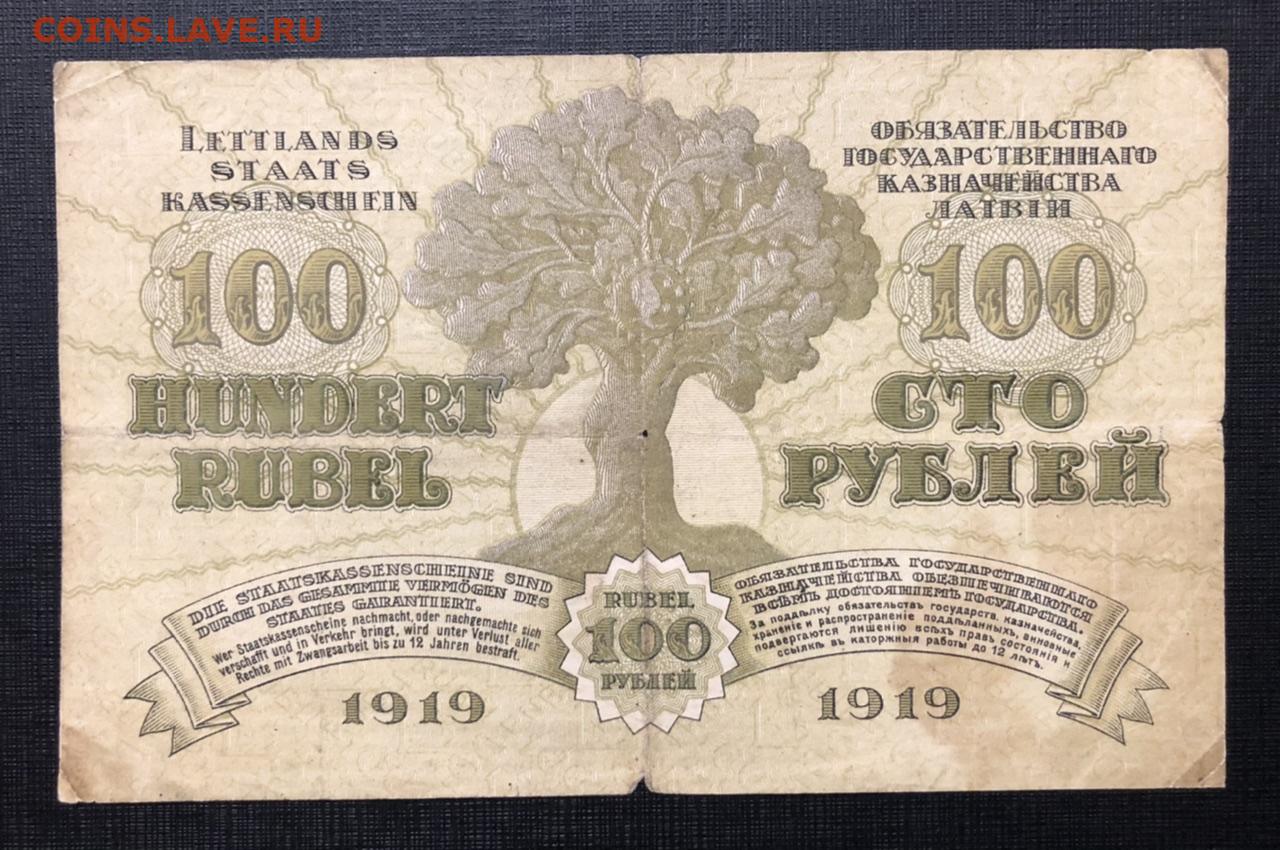 COINS.LAVE.RU
LETTLANDS
STAATS
KASSENSCHEIN
100
HUNDERT
RUBEL
ОБЯЗАТЕЛЬСТВО
ГОСУДАРСТВЕННАГО
КАЗНАЧЕЙСТВА
ЛАТВІИ
100
СТО
РУБЛЕЙ
DIE STAATSKASSENSCHEINE SIND
DURCH DAS GESAMMTE VERMÖGEN DES
STAATES GARANTIERT.
Wer Staatskassenscheine nachmacht, oder nachgemachte sich
verschafft und in Verkehr bringt, wird unter Verlust aller
Rechte mit Zwangsarbeit bis zu 12 Jahren bestraft.
1919
RUBEL
100
РУБЛЕЙ
ОБЯЗАТЕЛЬСТВА ГОСУДАРСТВЕННАГО
КАЗНАЧЕЙСТВА ОБЕЗПЕЧИВАЮТСЯ
ВСѢМЪ ДОСТОЯНІЕМЪ ГОСУДАРСТВА.
За поддѣлку обязательствъ государств. казначейства,
храненіе и распространеніе поддѣланныхъ, виновные
подвергаются лишенію всѣхъ правъ состоянія и
ссылкѣ въ каторжныя работы до 12 лѣтъ.
1919